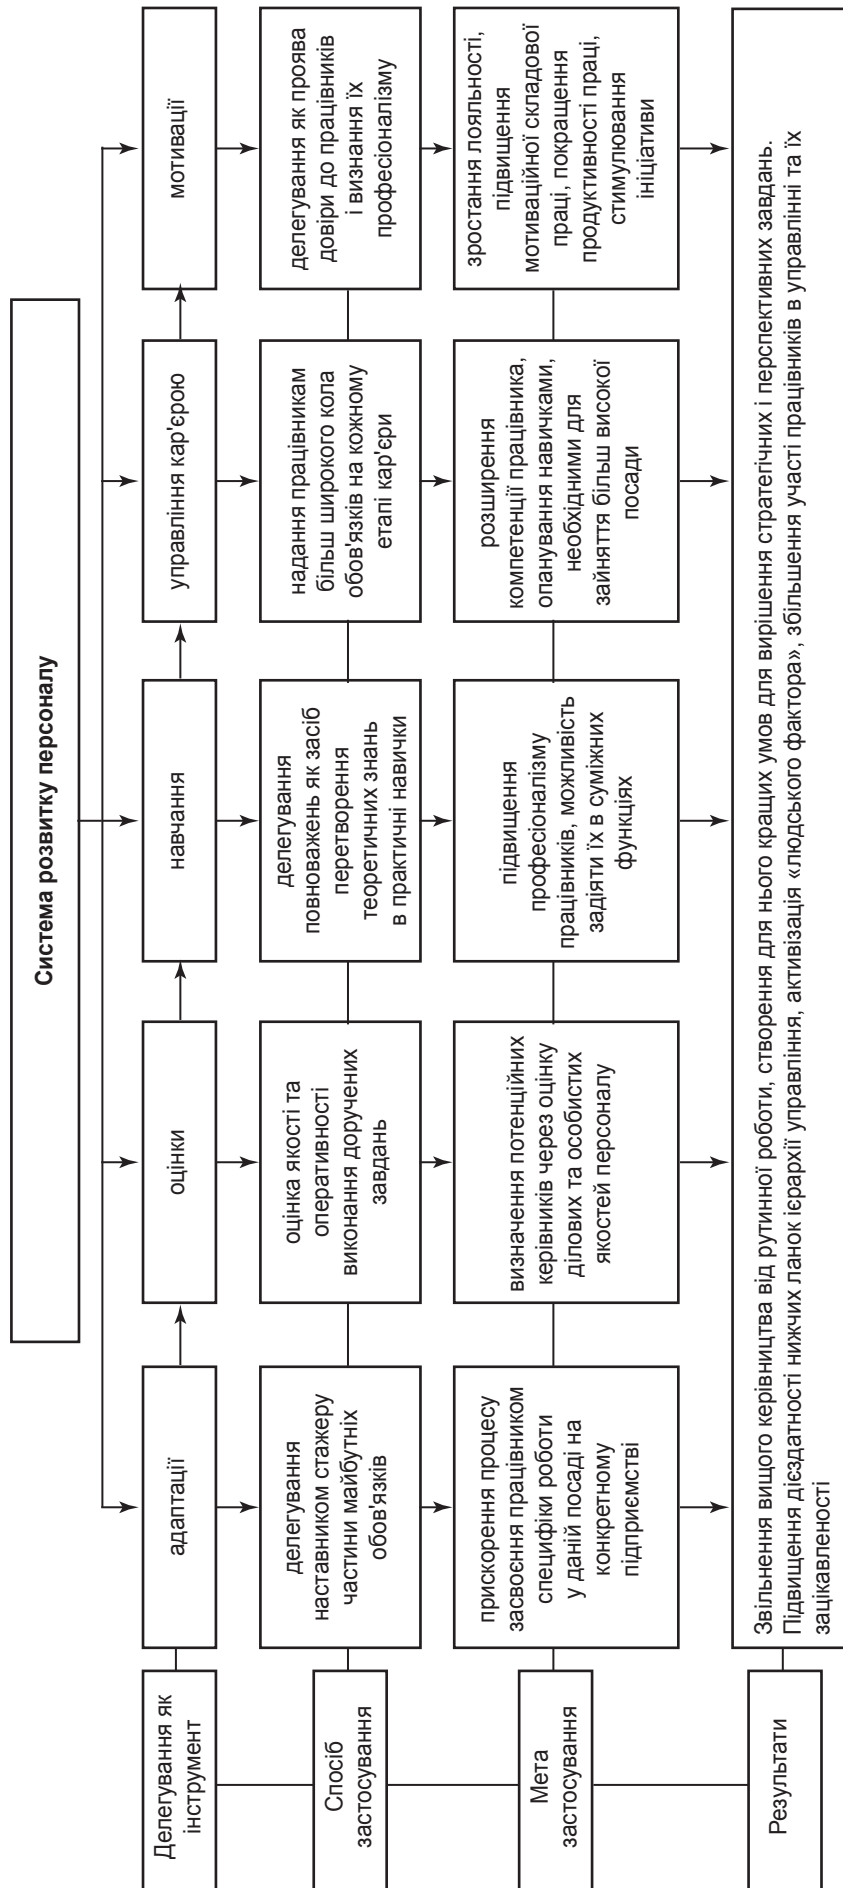 Система розвитку персоналу
Делегування як
інструмент
адаптації
оцінки
навчання
управління кар'єрою
мотивації
Спосіб
застосування
делегування
наставником стажеру
частини майбутніх
обов'язків
оцінка якості та
оперативності
виконання доручених
завдань
делегування
повноважень як засіб
перетворення
теоретичних знань
в практичні навички
надання працівникам
більш широкого кола
обов'язків на кожному
етапі кар'єри
делегування як проява
довіри до працівників
і визнання їх
професіоналізму
Мета
застосування
прискорення процесу
засвоєння працівником
специфіки роботи
у даній посаді на
конкретному
підприємстві
визначення потенційних
керівників через оцінку
ділових та особистих
якостей персоналу
підвищення
професіоналізму
працівників, можливість
задіяти їх в суміжних
функціях
розширення
компетенції працівника,
опанування навичками,
необхідними для
зайняття більш високої
посади
зростання лояльності,
підвищення
мотиваційної складової
праці, покращення
продуктивності праці,
стимулювання
ініціативи
Результати
Звільнення вищого керівництва від рутинної роботи, створення для нього кращих умов для вирішення стратегічних і перспективних завдань.
Підвищення дієздатності нижчих ланок ієрархії управління, активізація «людського фактора», збільшення участі працівників в управлінні та їх
зацікавленості